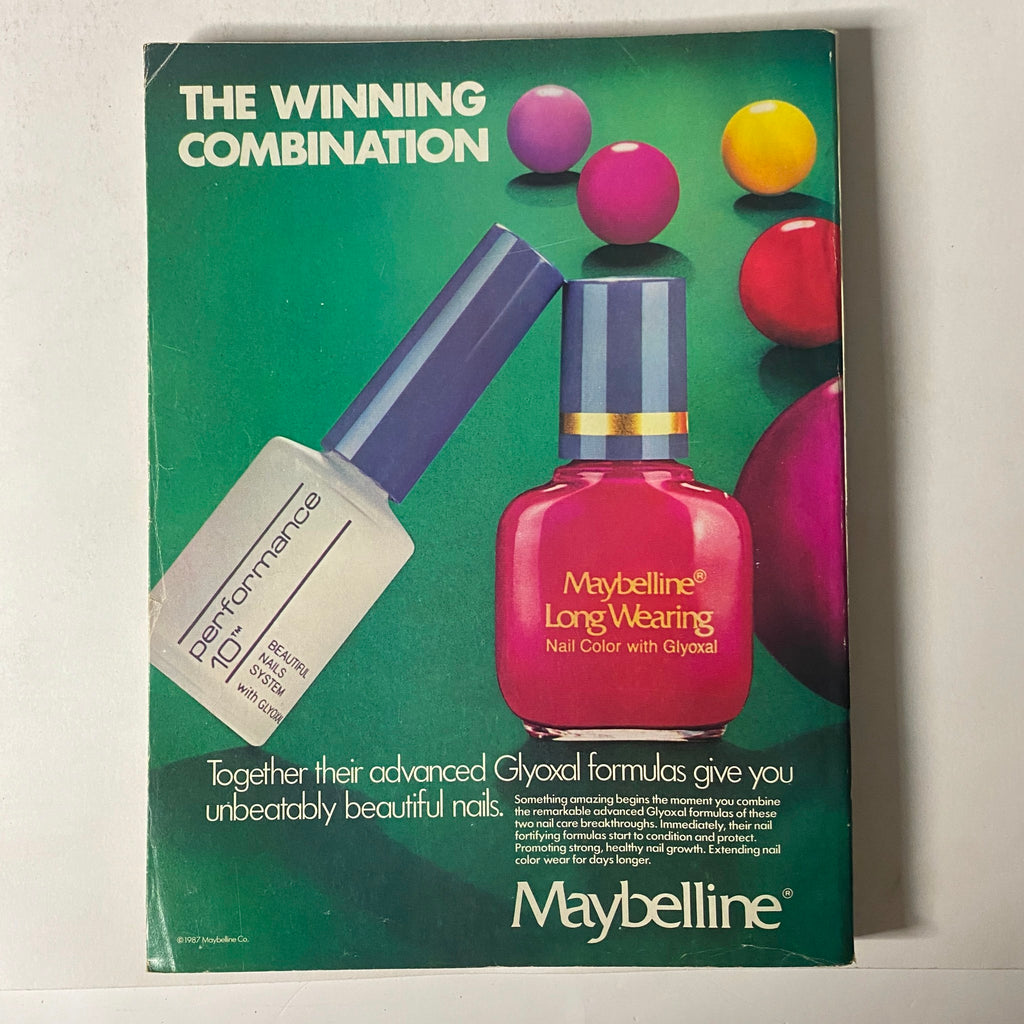 THE WINNING
COMBINATION
performance
10™
BEAUTIFUL
NAILS
SYSTEM
with GLYOXAL
Maybelline®
Long Wearing
Nail Color with Glyoxal
Together their advanced Glyoxal formulas give you
unbeatably beautiful nails.
Something amazing begins the moment you combine
the remarkable advanced Glyoxal formulas of these
two nail care breakthroughs. Immediately, their nail
fortifying formulas start to condition and protect.
Promoting strong, healthy nail growth. Extending nail
color wear for days longer.
Maybelline®
©1987 Maybelline Co.